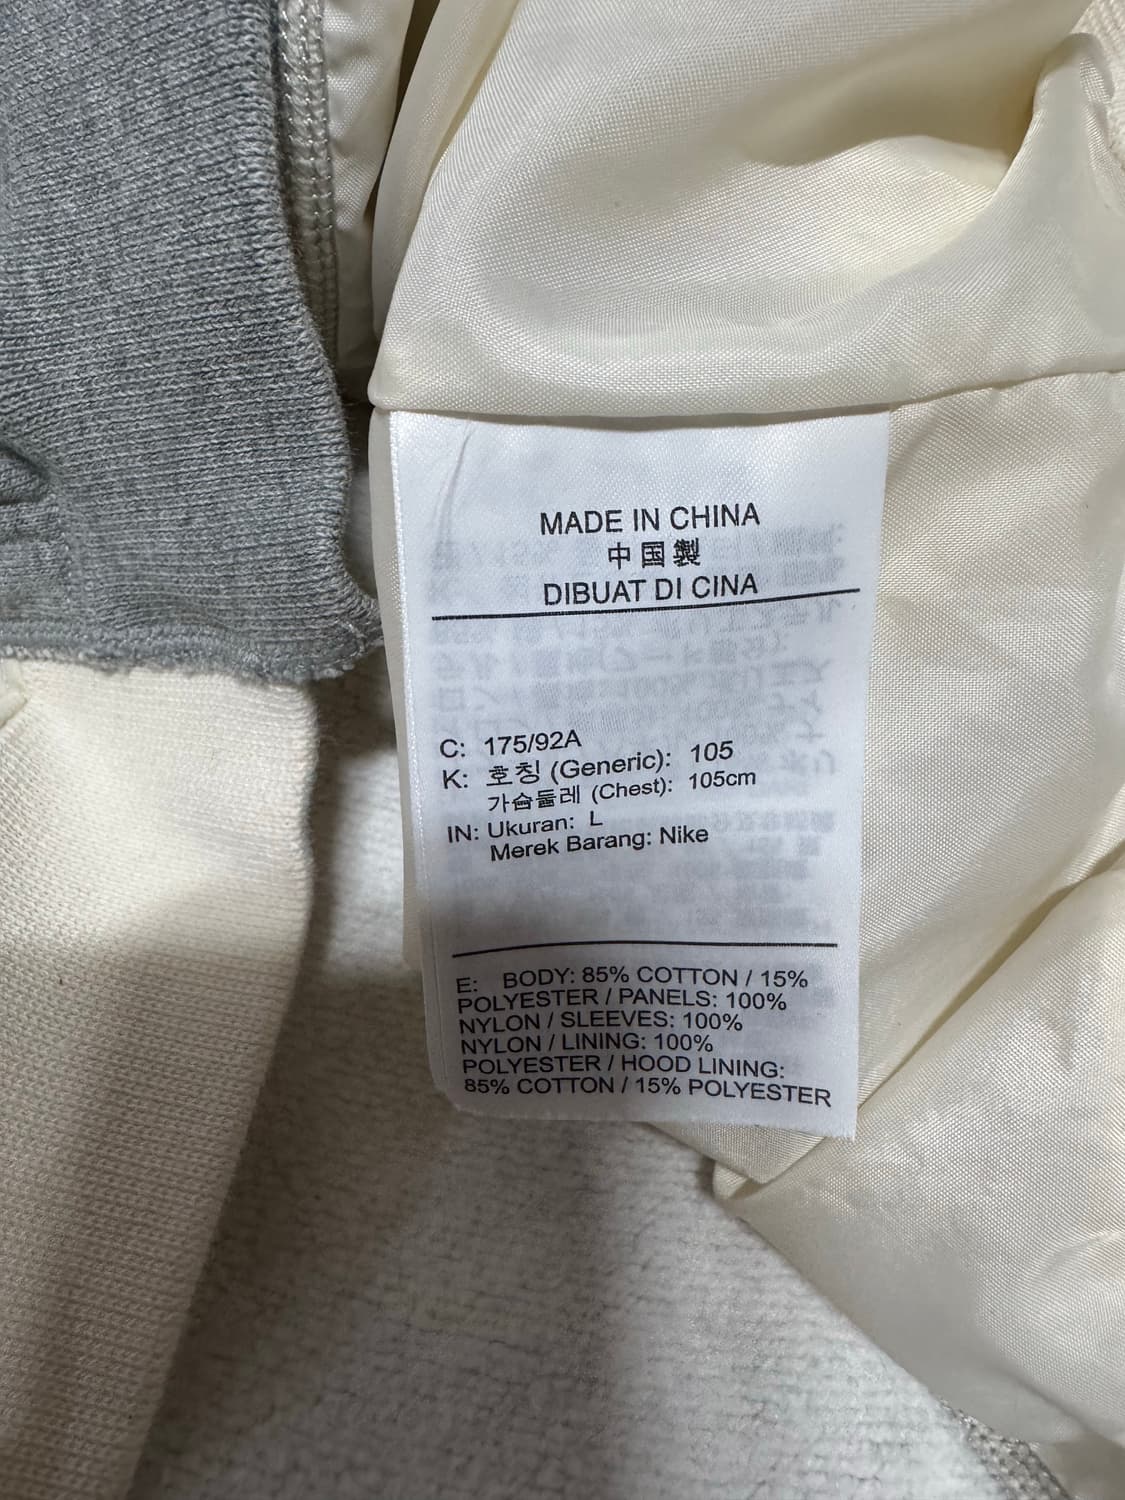 MADE IN CHINA
中国製
DIBUAT DI CINA
C: 175/92A
K: 호칭 (Generic): 105
가슴둘레 (Chest): 105cm
IN: Ukuran: L
Merek Barang: Nike
E: BODY: 85% COTTON / 15%
POLYESTER / PANELS: 100%
NYLON / SLEEVES: 100%
NYLON / LINING: 100%
POLYESTER / HOOD LINING:
85% COTTON / 15% POLYESTER